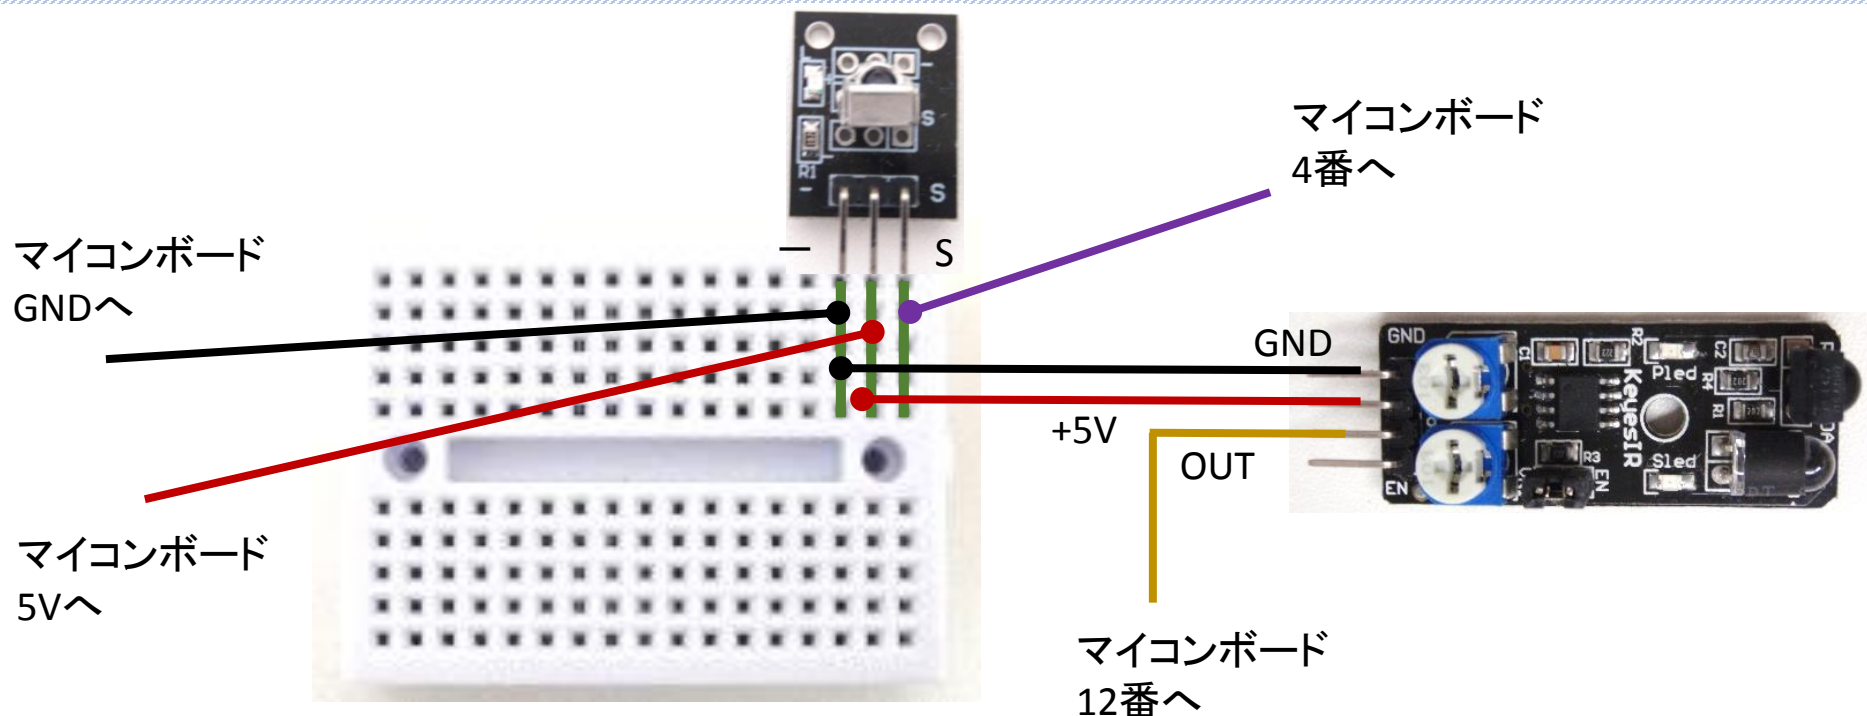 L
-
S
R1
-
S
ー
S
マイコンボード
4番へ
マイコンボード
GNDへ
GND
+5V
OUT
マイコンボード
5Vへ
マイコンボード
12番へ
GND
C1
R2
Pled
C2
R4
R1
KeyesIR
Sled
R3
EN
EN